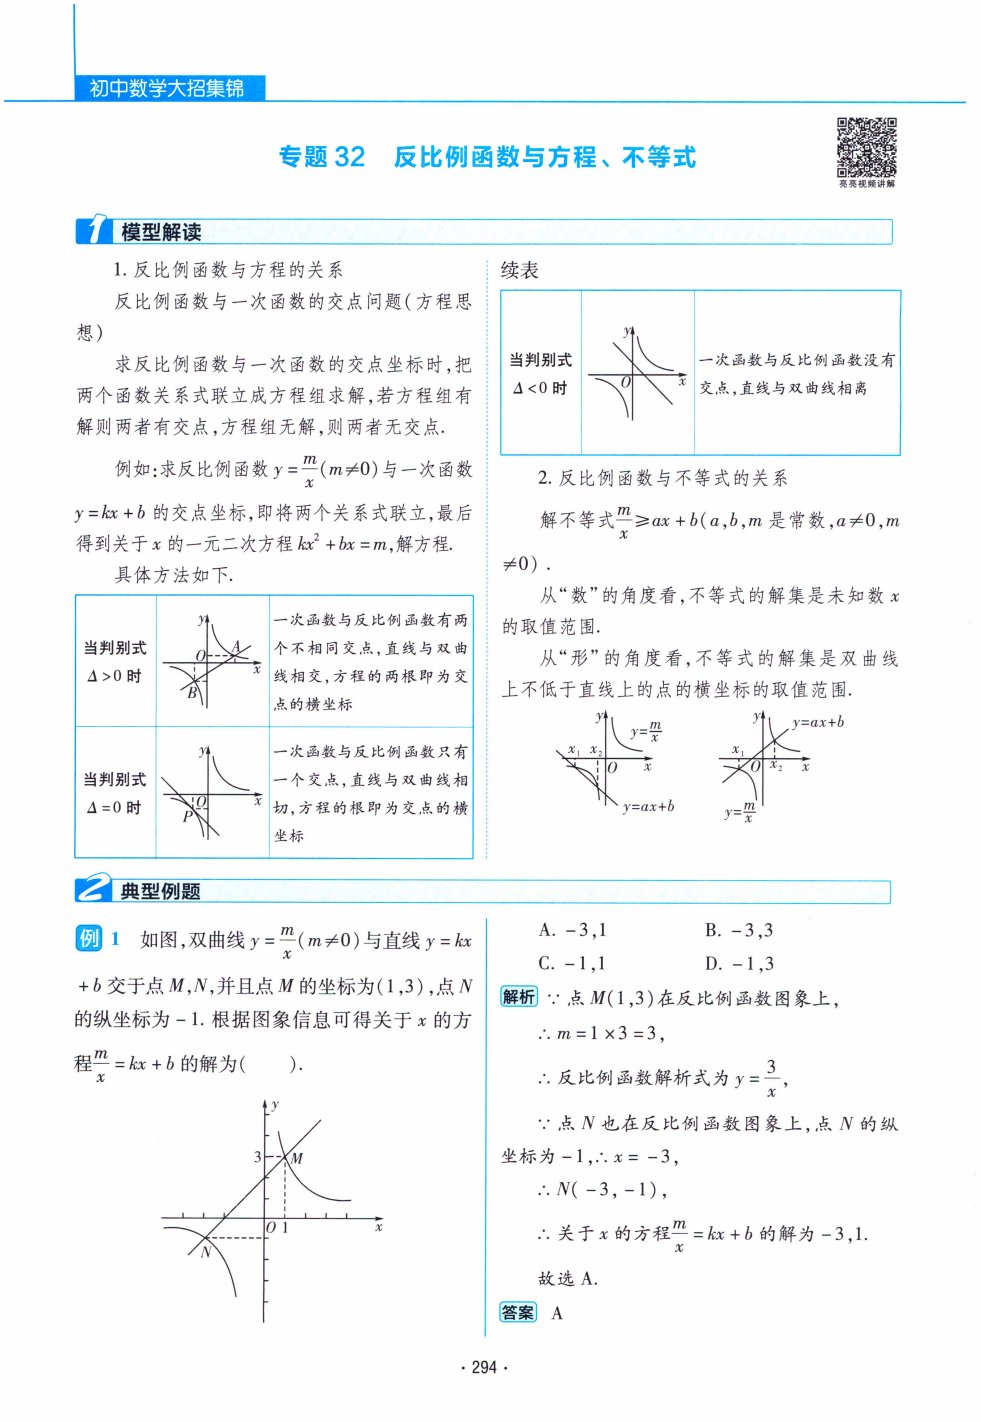 初中数学大招集锦
专题 32 反比例函数与方程、不等式
亮亮视频讲解
1 模型解读
1. 反比例函数与方程的关系
反比例函数与一次函数的交点问题(方程思
想)
求反比例函数与一次函数的交点坐标时,把
两个函数关系式联立成方程组求解,若方程组有
解则两者有交点,方程组无解,则两者无交点.
例如:求反比例函数 y=m/x(m≠0)与一次函数
y=kx+b 的交点坐标,即将两个关系式联立,最后
得到关于 x 的一元二次方程 kx²+bx=m,解方程.
具体方法如下.
当判别式
Δ>0 时
y
A
O
x
B
一次函数与反比例函数有两
个不相同交点,直线与双曲
线相交,方程的两根即为交
点的横坐标
当判别式
Δ=0 时
y
O
x
P
一次函数与反比例函数只有
一个交点,直线与双曲线相
切,方程的根即为交点的横
坐标
续表
当判别式
Δ<0 时
y
O
x
一次函数与反比例函数没有
交点,直线与双曲线相离
2. 反比例函数与不等式的关系
解不等式m/x≥ax+b(a,b,m 是常数,a≠0,m
≠0).
从“数”的角度看,不等式的解集是未知数 x
的取值范围.
从“形”的角度看,不等式的解集是双曲线
上不低于直线上的点的横坐标的取值范围.
y
y=m/x
x₁ x₂
O x
y=ax+b
y
y=ax+b
x₁
O x₂ x
y=m/x
2 典型例题
例 1 如图,双曲线 y=m/x(m≠0)与直线 y=kx
+b 交于点 M,N,并且点 M 的坐标为(1,3),点 N
的纵坐标为 -1. 根据图象信息可得关于 x 的方
程m/x=kx+b 的解为( ).
y
3 M
O 1 x
N
A. -3,1 B. -3,3
C. -1,1 D. -1,3
解析 ∵点 M(1,3)在反比例函数图象上,
∴m=1×3=3,
∴反比例函数解析式为 y=3/x,
∵点 N 也在反比例函数图象上,点 N 的纵
坐标为 -1,∴x=-3,
∴N(-3,-1),
∴关于 x 的方程m/x=kx+b 的解为 -3,1.
故选 A.
答案 A
·294·